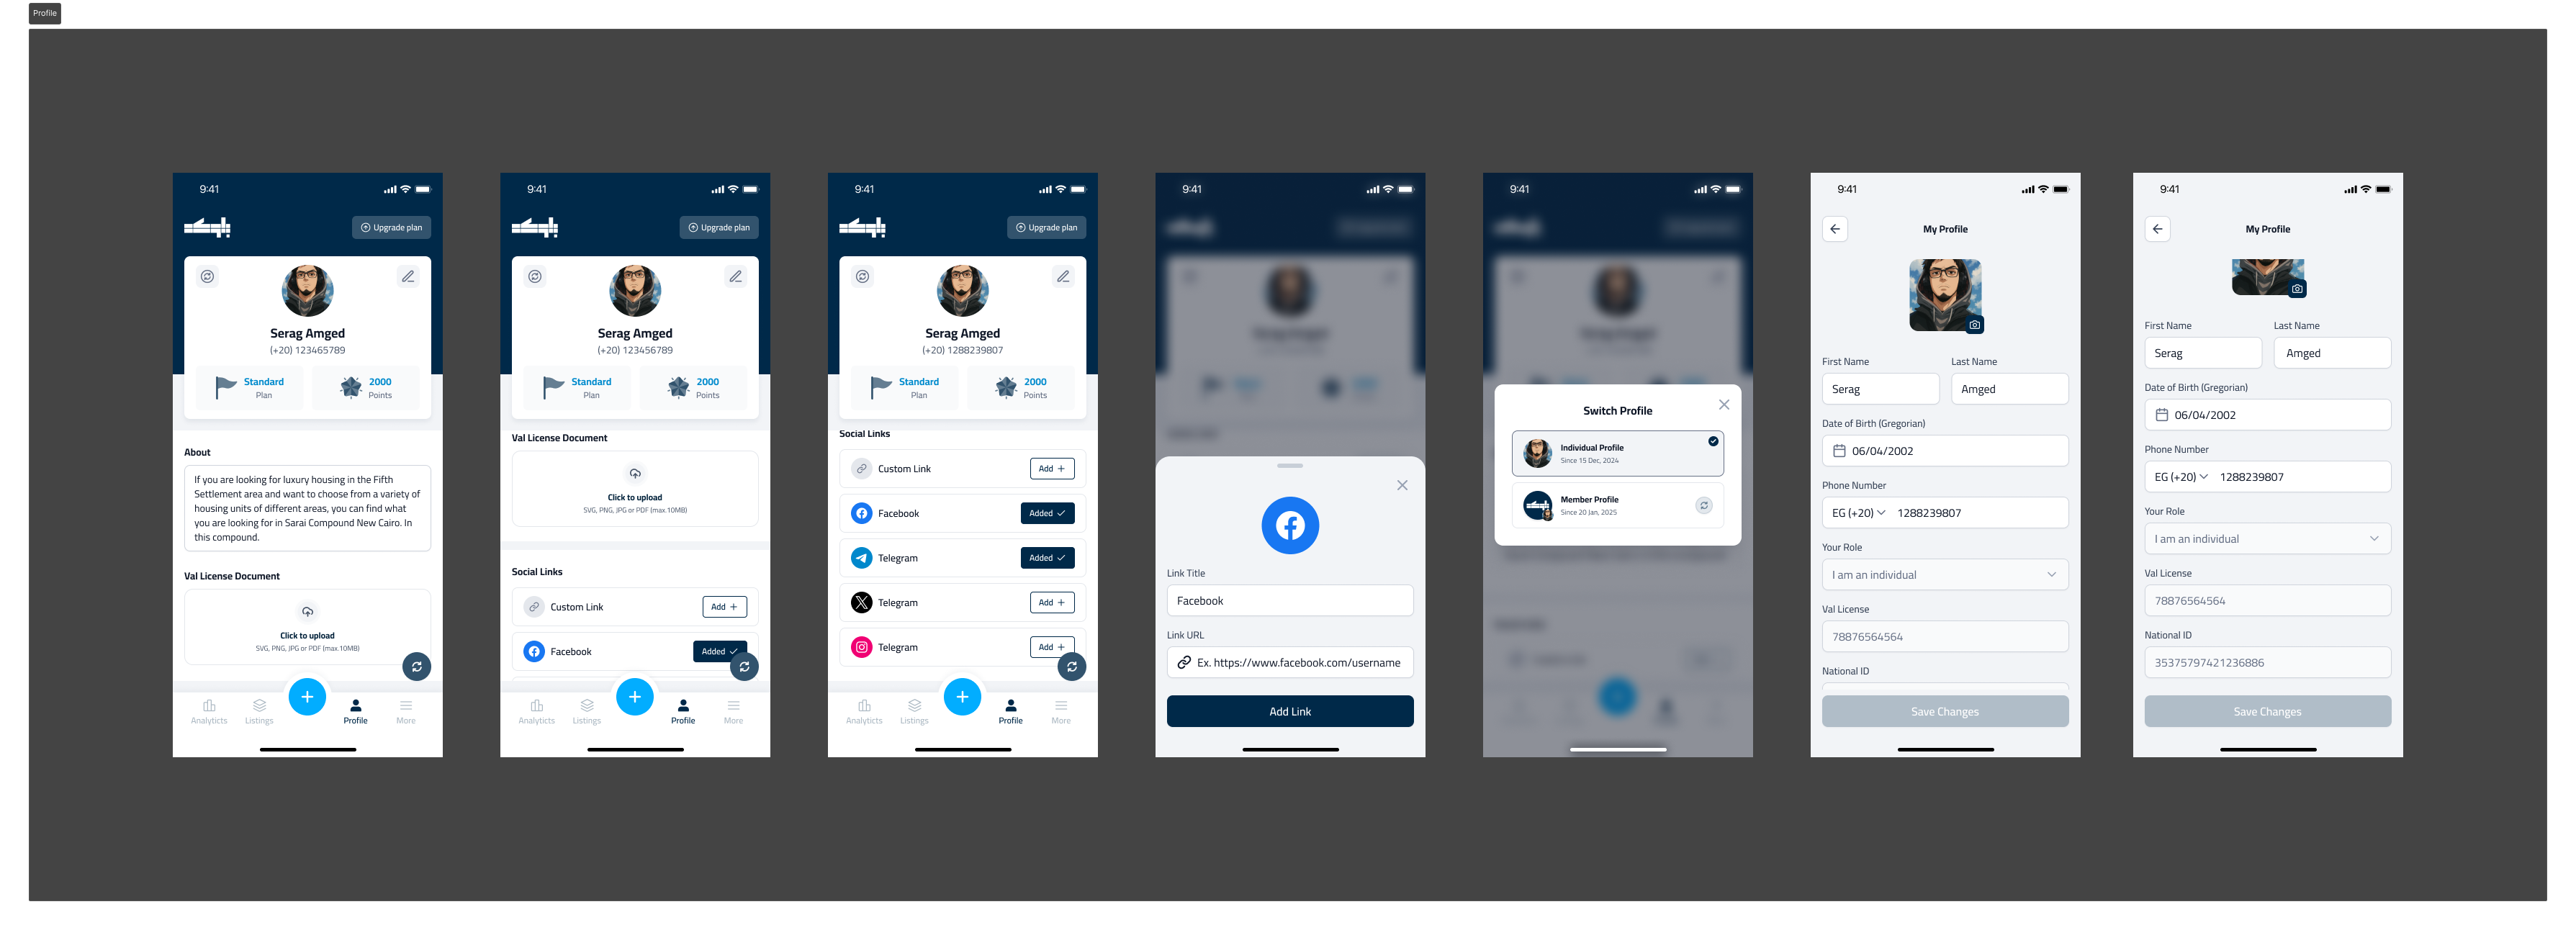 Profile
9:41
Upgrade plan
Serag Amged
(+20) 123465789
Standard
Plan
2000
Points
About
If you are looking for luxury housing in the Fifth
Settlement area and want to choose from a variety of
housing units of different areas, you can find what
you are looking for in Sarai Compound New Cairo. In
this compound.
Val License Document
Click to upload
SVG, PNG, JPG or PDF (max.10MB)
Analyticts
Listings
Profile
More
9:41
Upgrade plan
Serag Amged
(+20) 123456789
Standard
Plan
2000
Points
Val License Document
Click to upload
SVG, PNG, JPG or PDF (max.10MB)
Social Links
Custom Link
Add
Facebook
Added
Analyticts
Listings
Profile
More
9:41
Upgrade plan
Serag Amged
(+20) 1288239807
Standard
Plan
2000
Points
Social Links
Custom Link
Add
Facebook
Added
Telegram
Added
Telegram
Add
Telegram
Add
Analyticts
Listings
Profile
More
9:41
Link Title
Facebook
Link URL
Ex. https://www.facebook.com/username
Add Link
9:41
Switch Profile
Individual Profile
Since 15 Dec, 2024
Member Profile
Since 20 Jan, 2025
9:41
My Profile
First Name
Last Name
Serag
Amged
Date of Birth (Gregorian)
06/04/2002
Phone Number
EG (+20) 1288239807
Your Role
I am an individual
Val License
78876564564
National ID
Save Changes
9:41
My Profile
First Name
Last Name
Serag
Amged
Date of Birth (Gregorian)
06/04/2002
Phone Number
EG (+20) 1288239807
Your Role
I am an individual
Val License
78876564564
National ID
35375797421236886
Save Changes